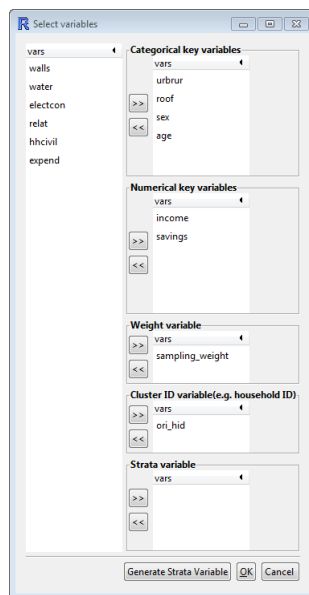 Select variables
vars
walls
water
electcon
relat
hhcivil
expend
Categorical key variables
vars
urbrur
roof
sex
age
>>
<<
Numerical key variables
vars
income
savings
>>
<<
Weight variable
vars
sampling_weight
>>
<<
Cluster ID variable(e.g. household ID)
vars
ori_hid
>>
<<
Strata variable
vars
>>
<<
Generate Strata Variable OK Cancel